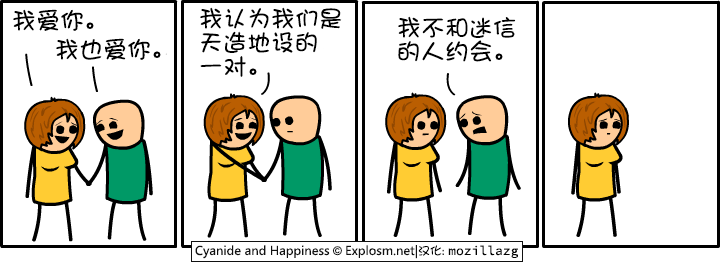 我爱你。
我也爱你。
我认为我们是
天造地设的
一对。
我不和迷信
的人约会。
Cyanide and Happiness © Explosm.net|汉化: mozillazg